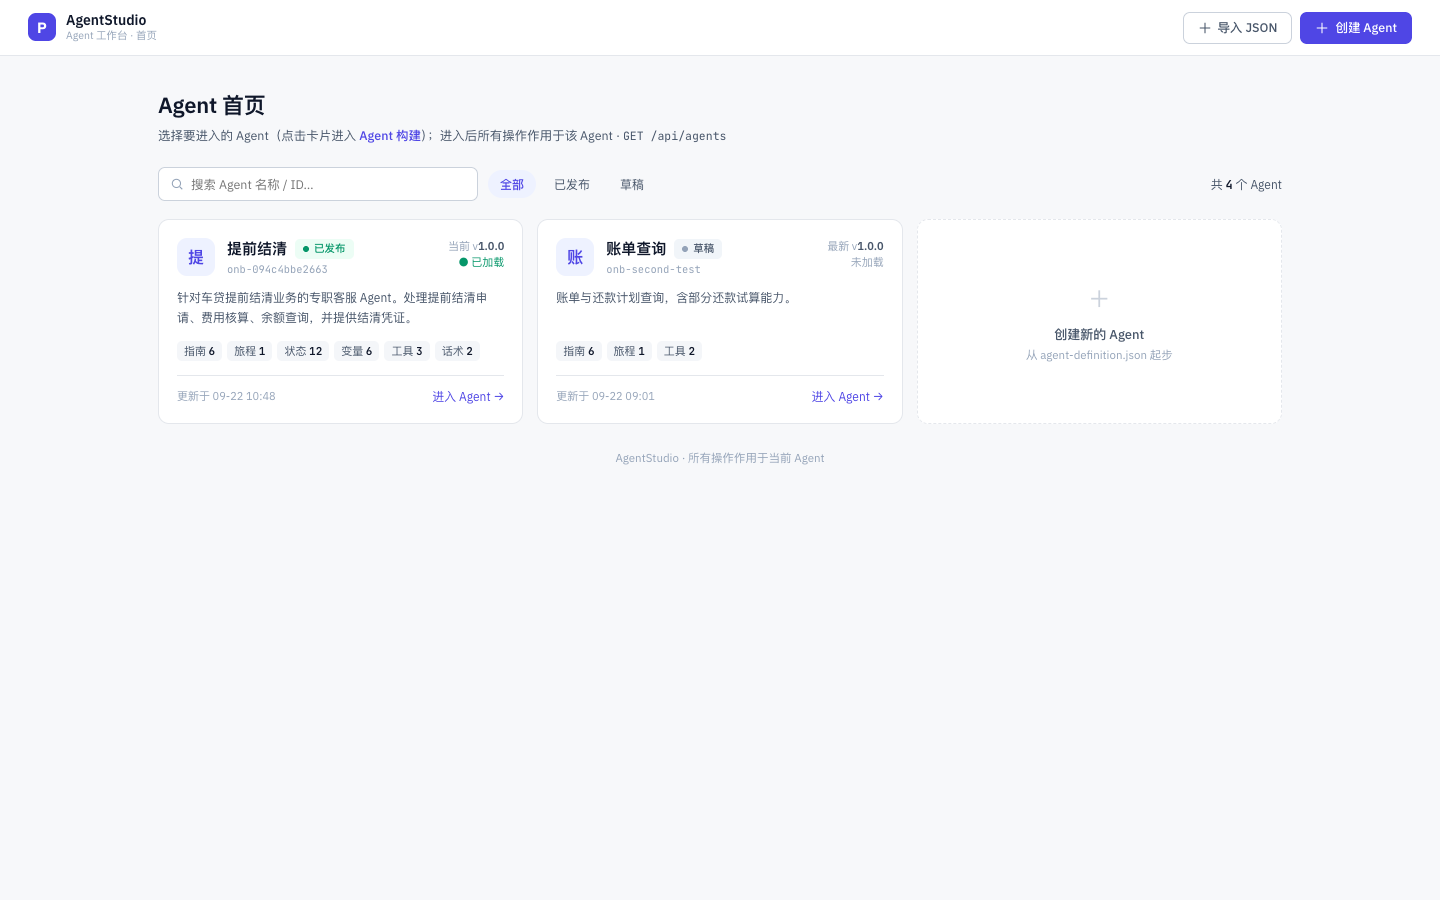 P
AgentStudio
Agent 工作台 · 首页
导入 JSON
创建 Agent
Agent 首页
选择要进入的 Agent（点击卡片进入 Agent 构建）；进入后所有操作作用于该 Agent · GET /api/agents
搜索 Agent 名称 / ID...
全部
已发布
草稿
共 4 个 Agent
提
提前结清
已发布
当前 v1.0.0
onb-094c4bbe2663
已加载
针对车贷提前结清业务的专职客服 Agent。处理提前结清申
请、费用核算、余额查询，并提供结清凭证。
指南 6 旅程 1 状态 12 变量 6 工具 3 话术 2
更新于 09-22 10:48
进入 Agent →
账
账单查询
草稿
最新 v1.0.0
onb-second-test
未加载
账单与还款计划查询，含部分还款试算能力。
指南 6 旅程 1 工具 2
更新于 09-22 09:01
进入 Agent →
创建新的 Agent
从 agent-definition.json 起步
AgentStudio · 所有操作作用于当前 Agent